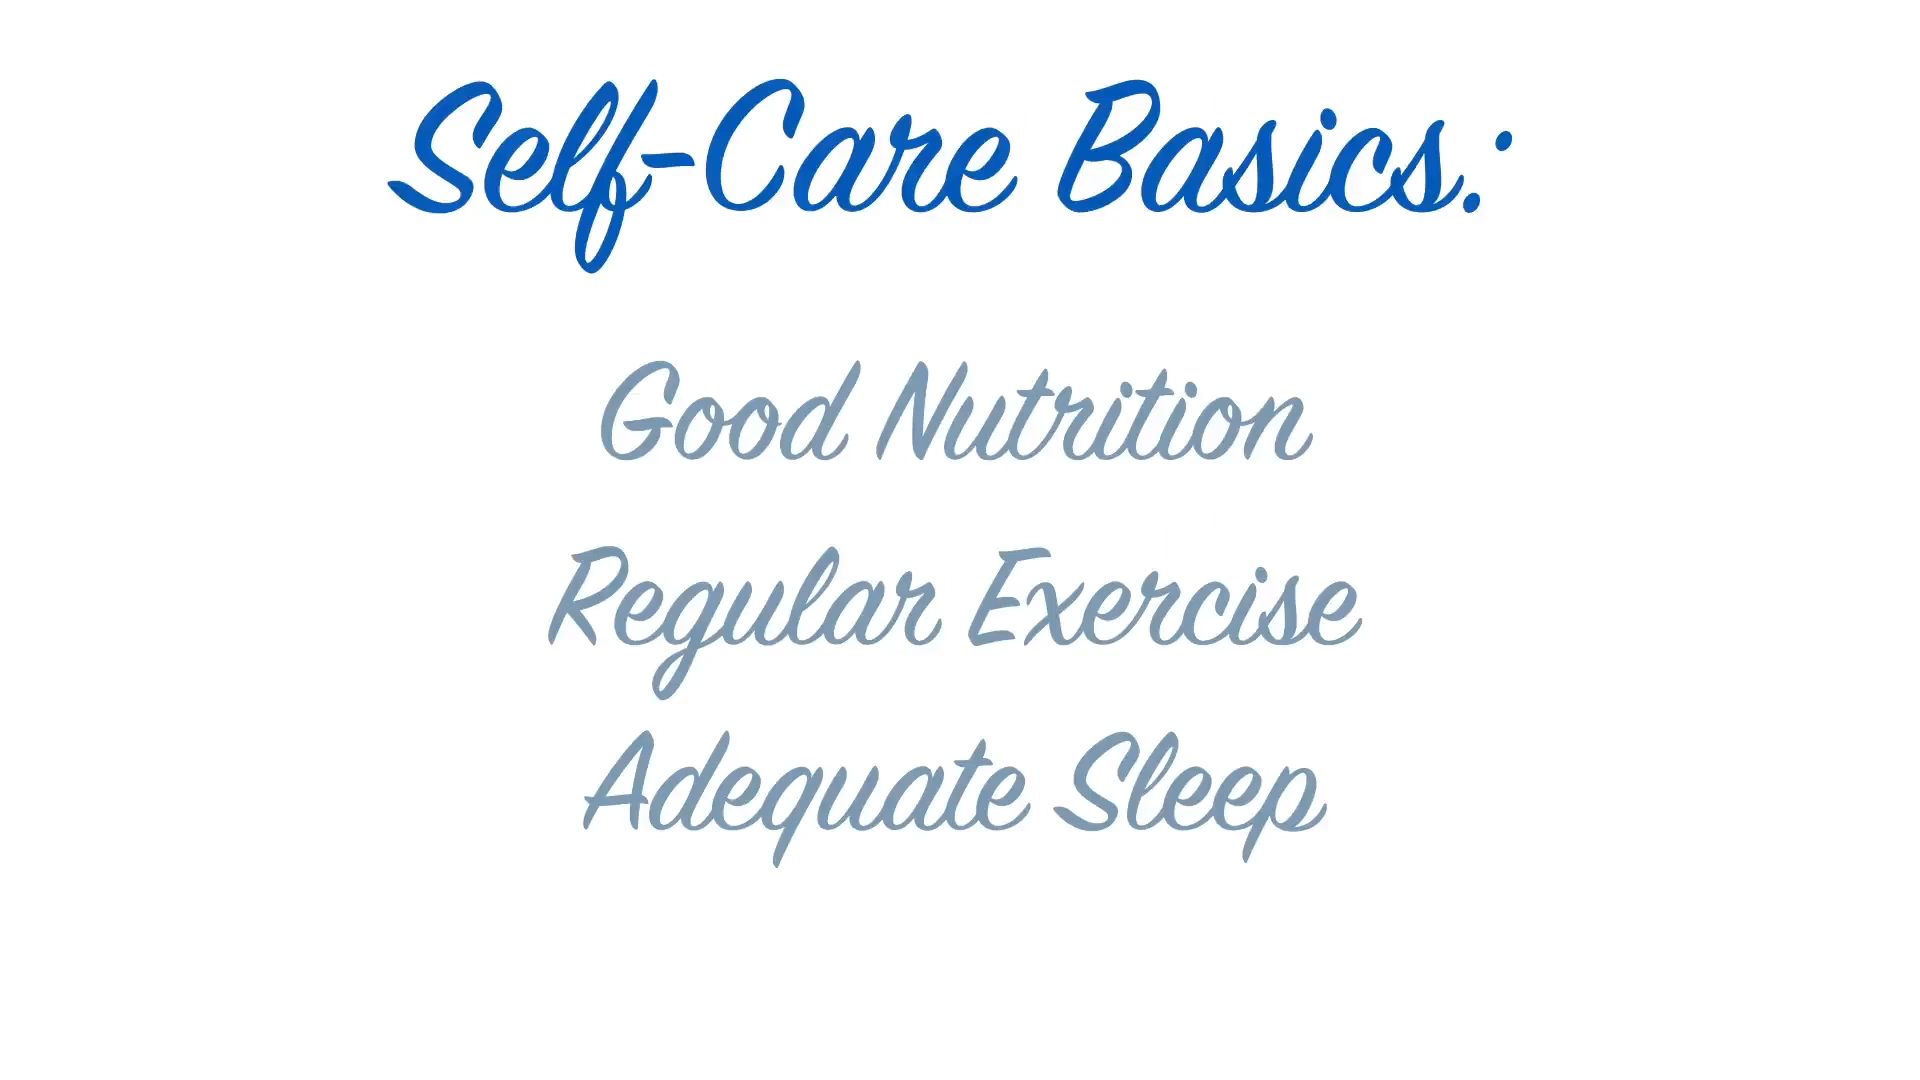 Self-Care Basics:
Good Nutrition
Regular Exercise
Adequate Sleep